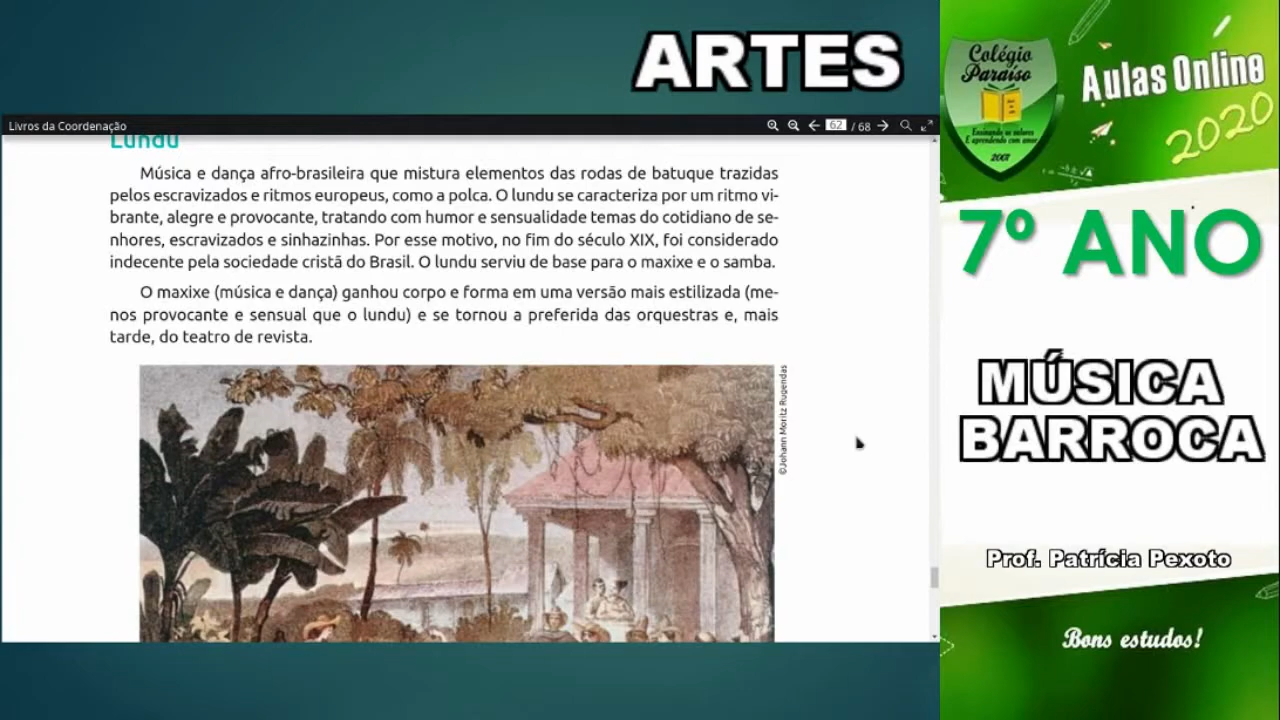 ARTES
Livros da Coordenação
62 / 68
Lundu
Música e dança afro-brasileira que mistura elementos das rodas de batuque trazidas
pelos escravizados e ritmos europeus, como a polca. O lundu se caracteriza por um ritmo vi-
brante, alegre e provocante, tratando com humor e sensualidade temas do cotidiano de se-
nhores, escravizados e sinhazinhas. Por esse motivo, no fim do século XIX, foi considerado
indecente pela sociedade cristã do Brasil. O lundu serviu de base para o maxixe e o samba.
O maxixe (música e dança) ganhou corpo e forma em uma versão mais estilizada (me-
nos provocante e sensual que o lundu) e se tornou a preferida das orquestras e, mais
tarde, do teatro de revista.
©Johann Moritz Rugendas
Colégio
Paraíso
Ensinando os valores
E aprendendo com amor
2007
Aulas Online
2020
7º ANO
MÚSICA
BARROCA
Prof. Patrícia Pexoto
Bons estudos!